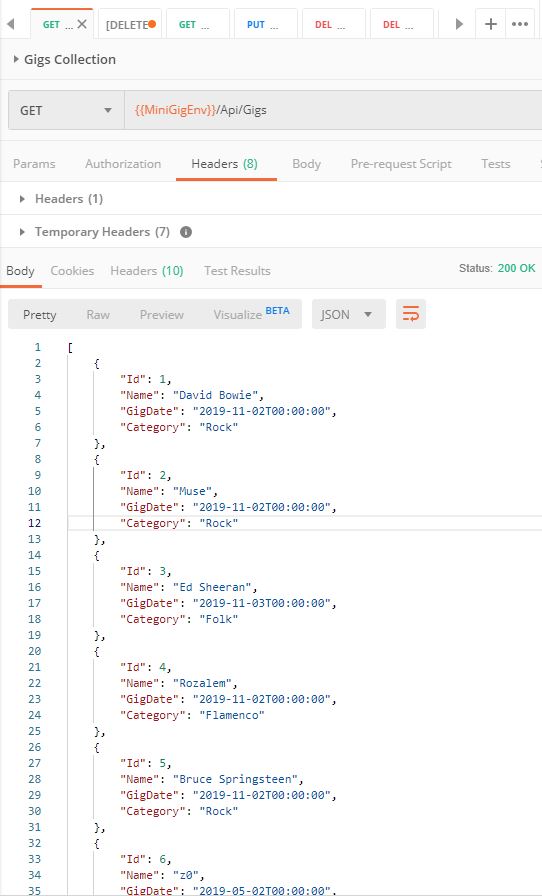 GET ...
[DELETE
GET ...
PUT ...
DEL ...
DEL ...
Gigs Collection
GET {{MiniGigEnv}}/Api/Gigs
Params Authorization Headers (8) Body Pre-request Script Tests
Headers (1)
Temporary Headers (7)
Body Cookies Headers (10) Test Results Status: 200 OK
Pretty Raw Preview Visualize BETA JSON
1 [
2 {
3 "Id": 1,
4 "Name": "David Bowie",
5 "GigDate": "2019-11-02T00:00:00",
6 "Category": "Rock"
7 },
8 {
9 "Id": 2,
10 "Name": "Muse",
11 "GigDate": "2019-11-02T00:00:00",
12 "Category": "Rock"
13 },
14 {
15 "Id": 3,
16 "Name": "Ed Sheeran",
17 "GigDate": "2019-11-03T00:00:00",
18 "Category": "Folk"
19 },
20 {
21 "Id": 4,
22 "Name": "Rozalem",
23 "GigDate": "2019-11-02T00:00:00",
24 "Category": "Flamenco"
25 },
26 {
27 "Id": 5,
28 "Name": "Bruce Springsteen",
29 "GigDate": "2019-11-02T00:00:00",
30 "Category": "Rock"
31 },
32 {
33 "Id": 6,
34 "Name": "z0",
35 "GigDate": "2019-05-02T00:00:00",